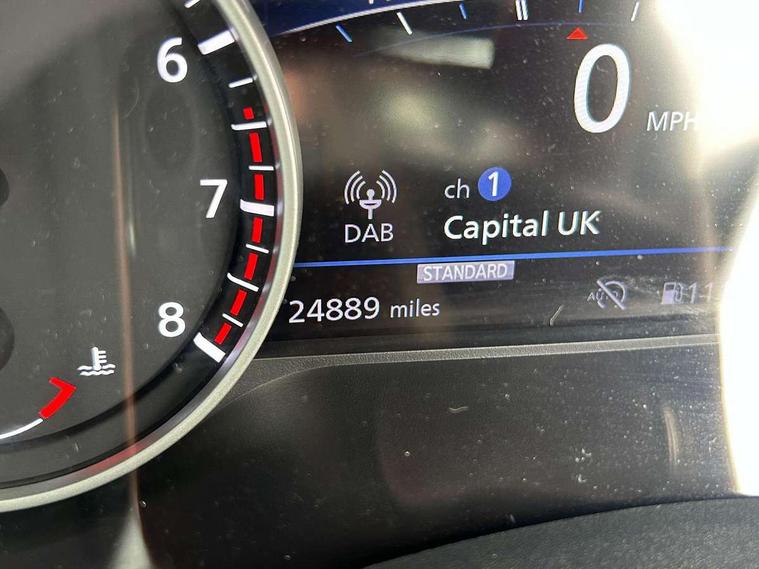 6
0
MPH
7
ch 1
DAB
Capital UK
STANDARD
24889 miles
8